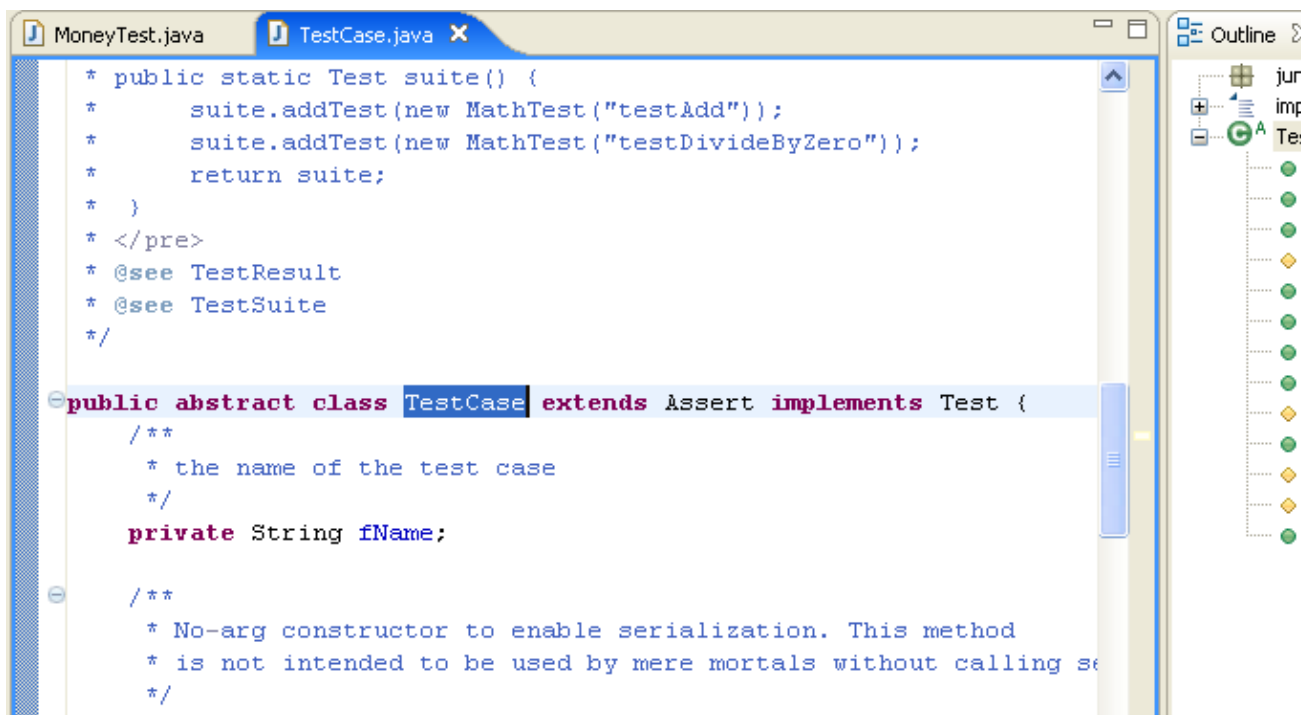 MoneyTest.java TestCase.java Outline
* public static Test suite() {
*      suite.addTest(new MathTest("testAdd"));
*      suite.addTest(new MathTest("testDivideByZero"));
*      return suite;
*  }
* </pre>
* @see TestResult
* @see TestSuite
*/
public abstract class TestCase extends Assert implements Test {
/**
* the name of the test case
*/
private String fName;
/**
* No-arg constructor to enable serialization. This method
* is not intended to be used by mere mortals without calling
*/